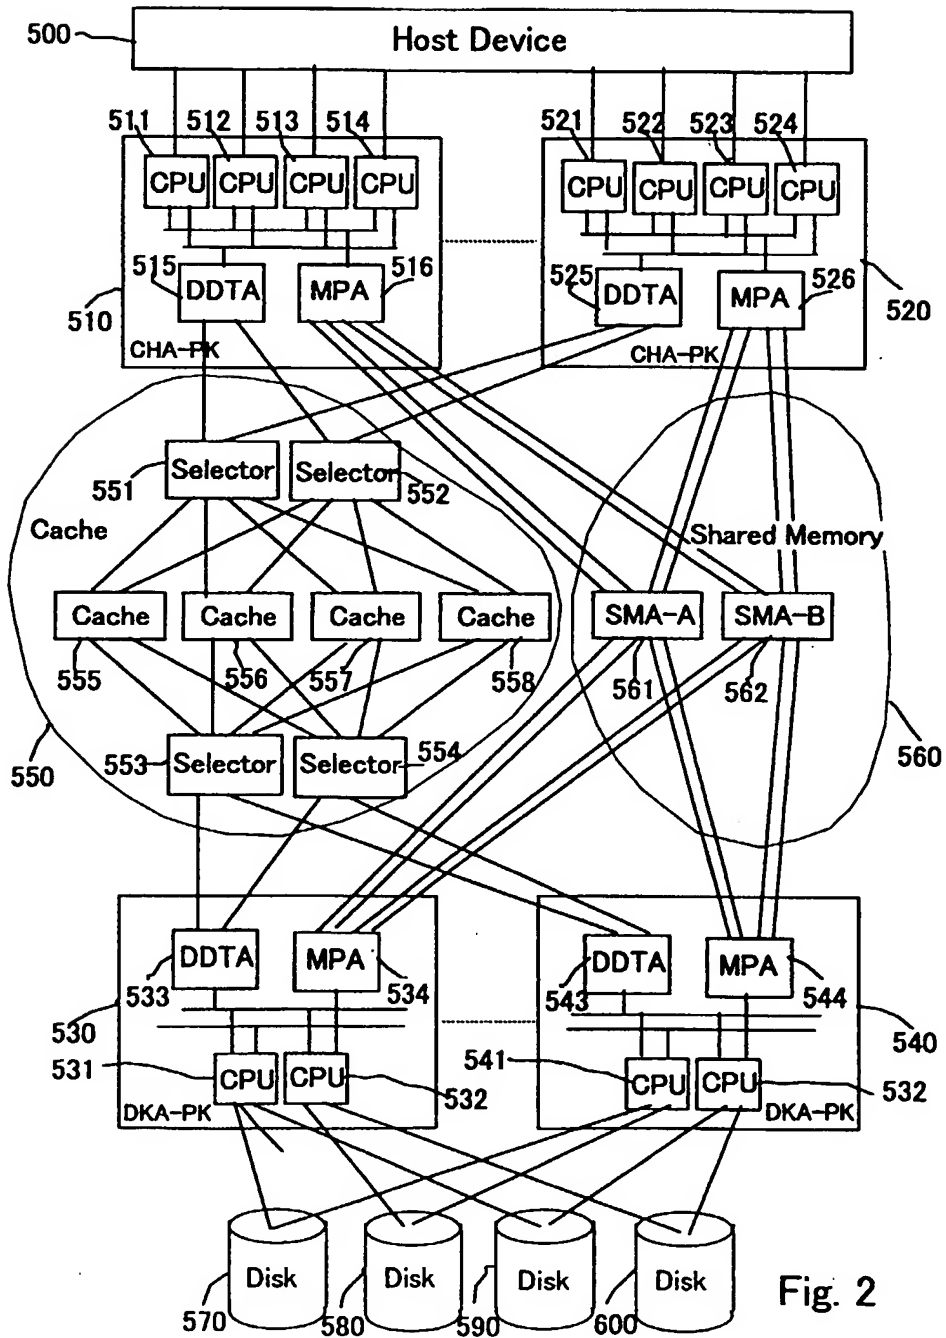 500 Host Device
511 512 513 514 521 522 523 524
CPU CPU CPU CPU CPU CPU CPU CPU
515 516 525 526
DDTA MPA DDTA MPA
510 520
CHA-PK CHA-PK
Selector Selector
551 552
Cache Shared Memory
Cache Cache Cache Cache SMA-A SMA-B
555 556 557 558 561 562
550 553 Selector Selector 554 560
DDTA MPA DDTA MPA
533 534 543 544
530 540
531 CPU CPU 532 541 CPU CPU 532
DKA-PK DKA-PK
Disk Disk Disk Disk
570 580 590 600
Fig. 2